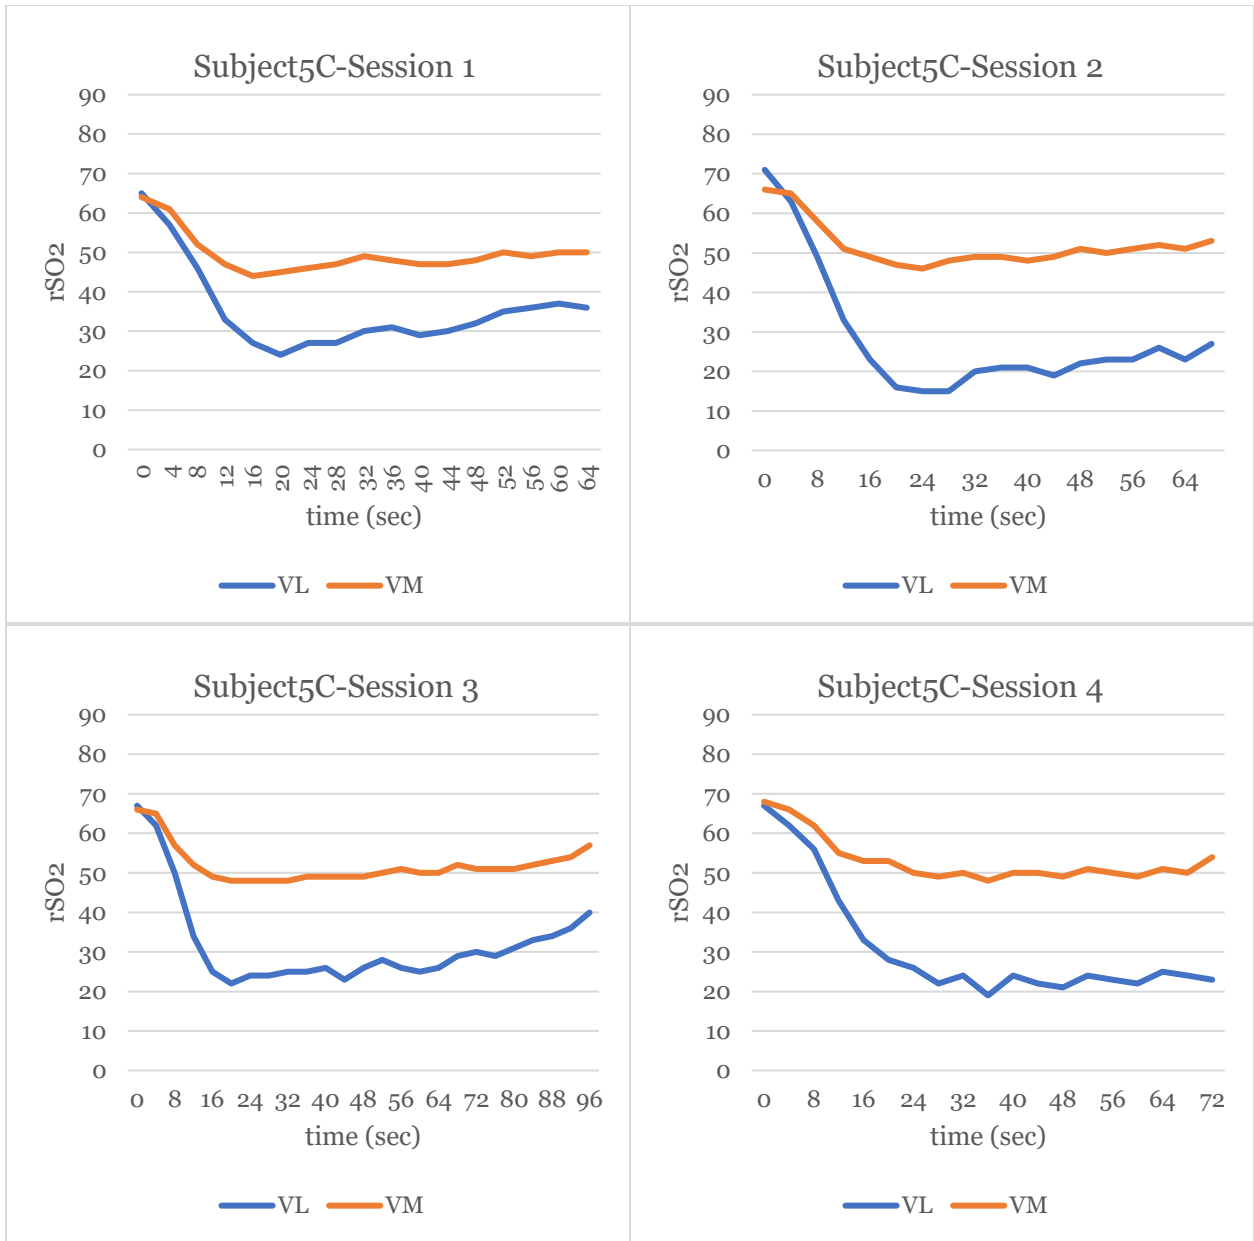 Subject5C-Session 1
90
80
70
60
50
40
30
20
10
0
rSO2
0 4 8 12 16 20 24 28 32 36 40 44 48 52 56 60 64
time (sec)
VL VM
Subject5C-Session 2
90
80
70
60
50
40
30
20
10
0
rSO2
0 8 16 24 32 40 48 56 64
time (sec)
VL VM
Subject5C-Session 3
90
80
70
60
50
40
30
20
10
0
rSO2
0 8 16 24 32 40 48 56 64 72 80 88 96
time (sec)
VL VM
Subject5C-Session 4
90
80
70
60
50
40
30
20
10
0
rSO2
0 8 16 24 32 40 48 56 64 72
time (sec)
VL VM